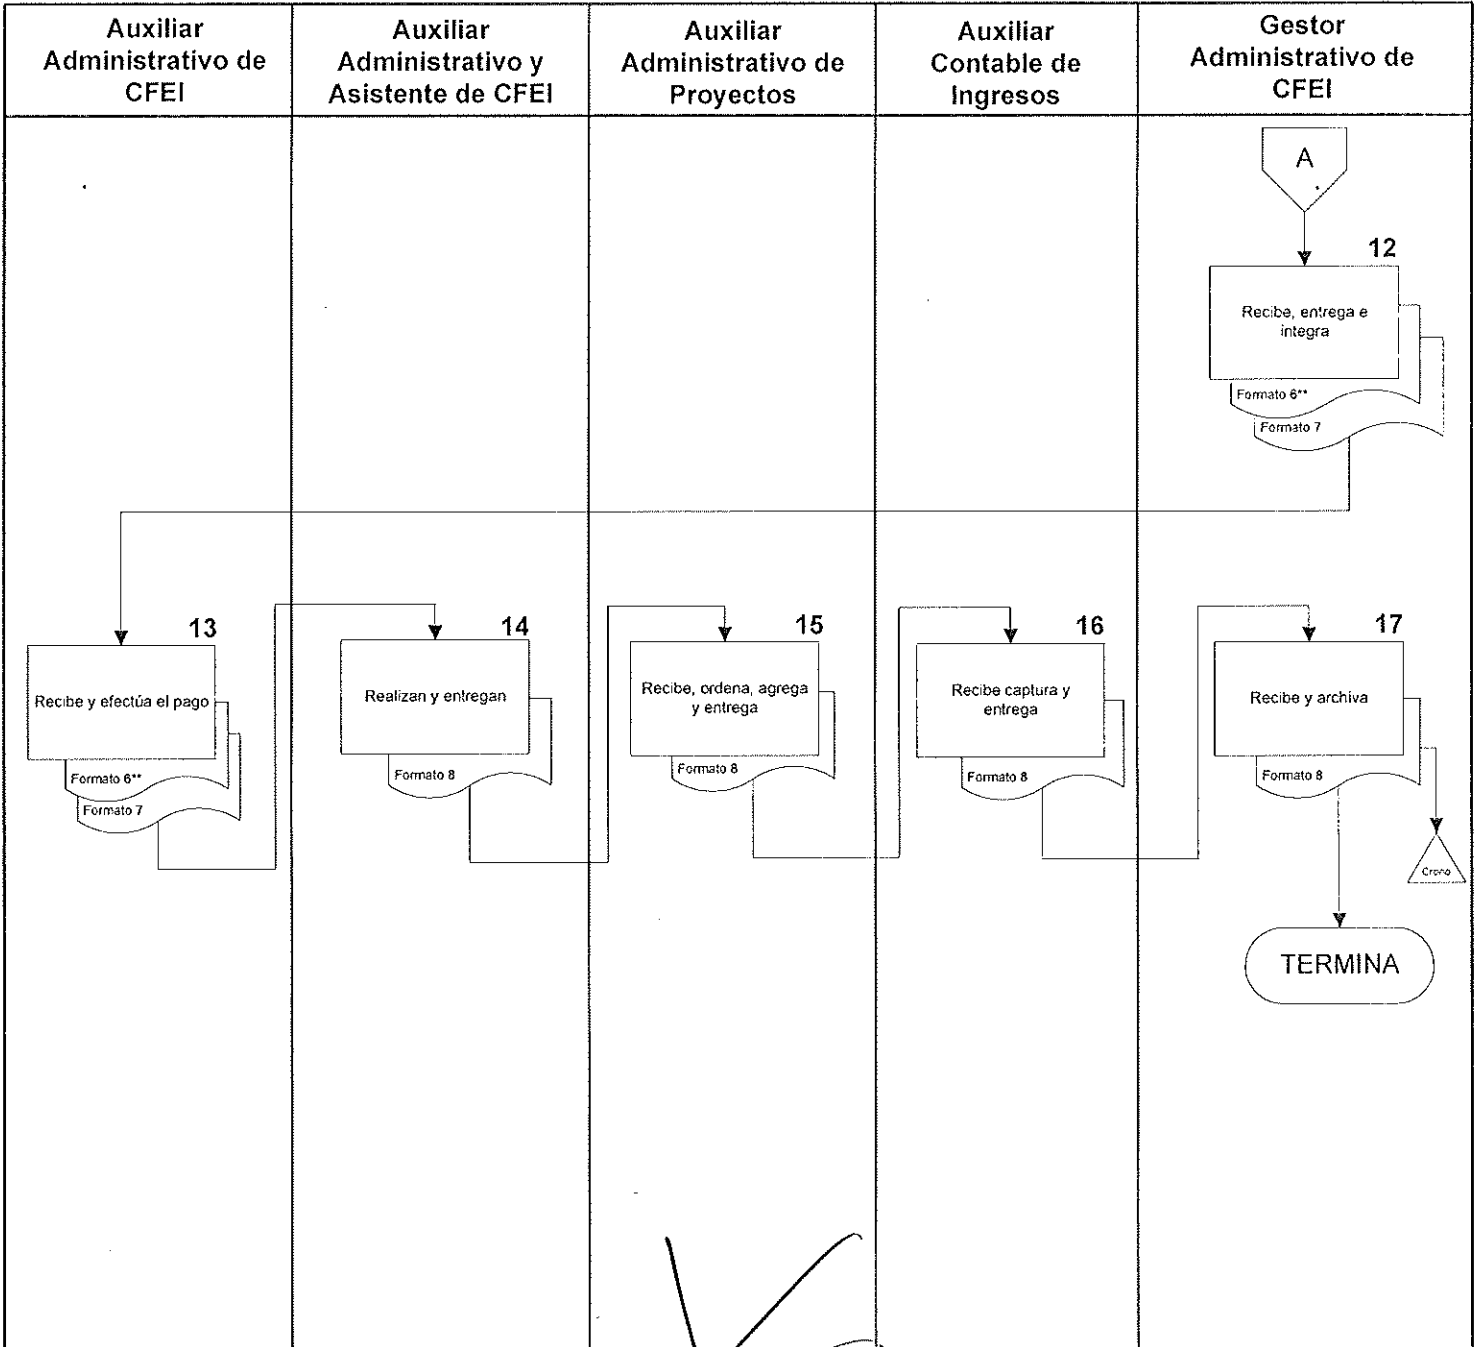 Auxiliar
Administrativo de
CFEI
Auxiliar
Administrativo y
Asistente de CFEI
Auxiliar
Administrativo de
Proyectos
Auxiliar
Contable de
Ingresos
Gestor
Administrativo de
CFEI
A
12
Recibe, entrega e
integra
Formato 6**
Formato 7
13
Recibe y efectúa el pago
Formato 6**
Formato 7
14
Realizan y entregan
Formato 8
15
Recibe, ordena, agrega
y entrega
Formato 8
16
Recibe captura y
entrega
Formato 8
17
Recibe y archiva
Formato 8
Crono
TERMINA